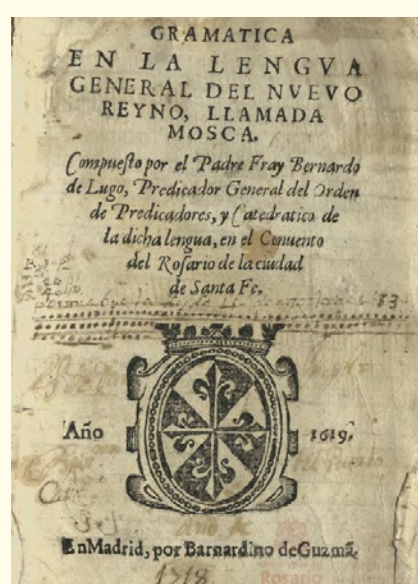 GRAMATICA
EN LA LENGVA
GENERAL DEL NVEVO
REYNO, LLAMADA
MOSCA.
Compuesto por el Padre Fray Bernardo
de Lugo, Predicador General del Orden
de Predicadores, y Catedratico de
la dicha lengua, en el Conuento
del Rosario de la ciudad
de Santa Fe.
Año 1619.
En Madrid, por Barnardino de Guzmã.
1718